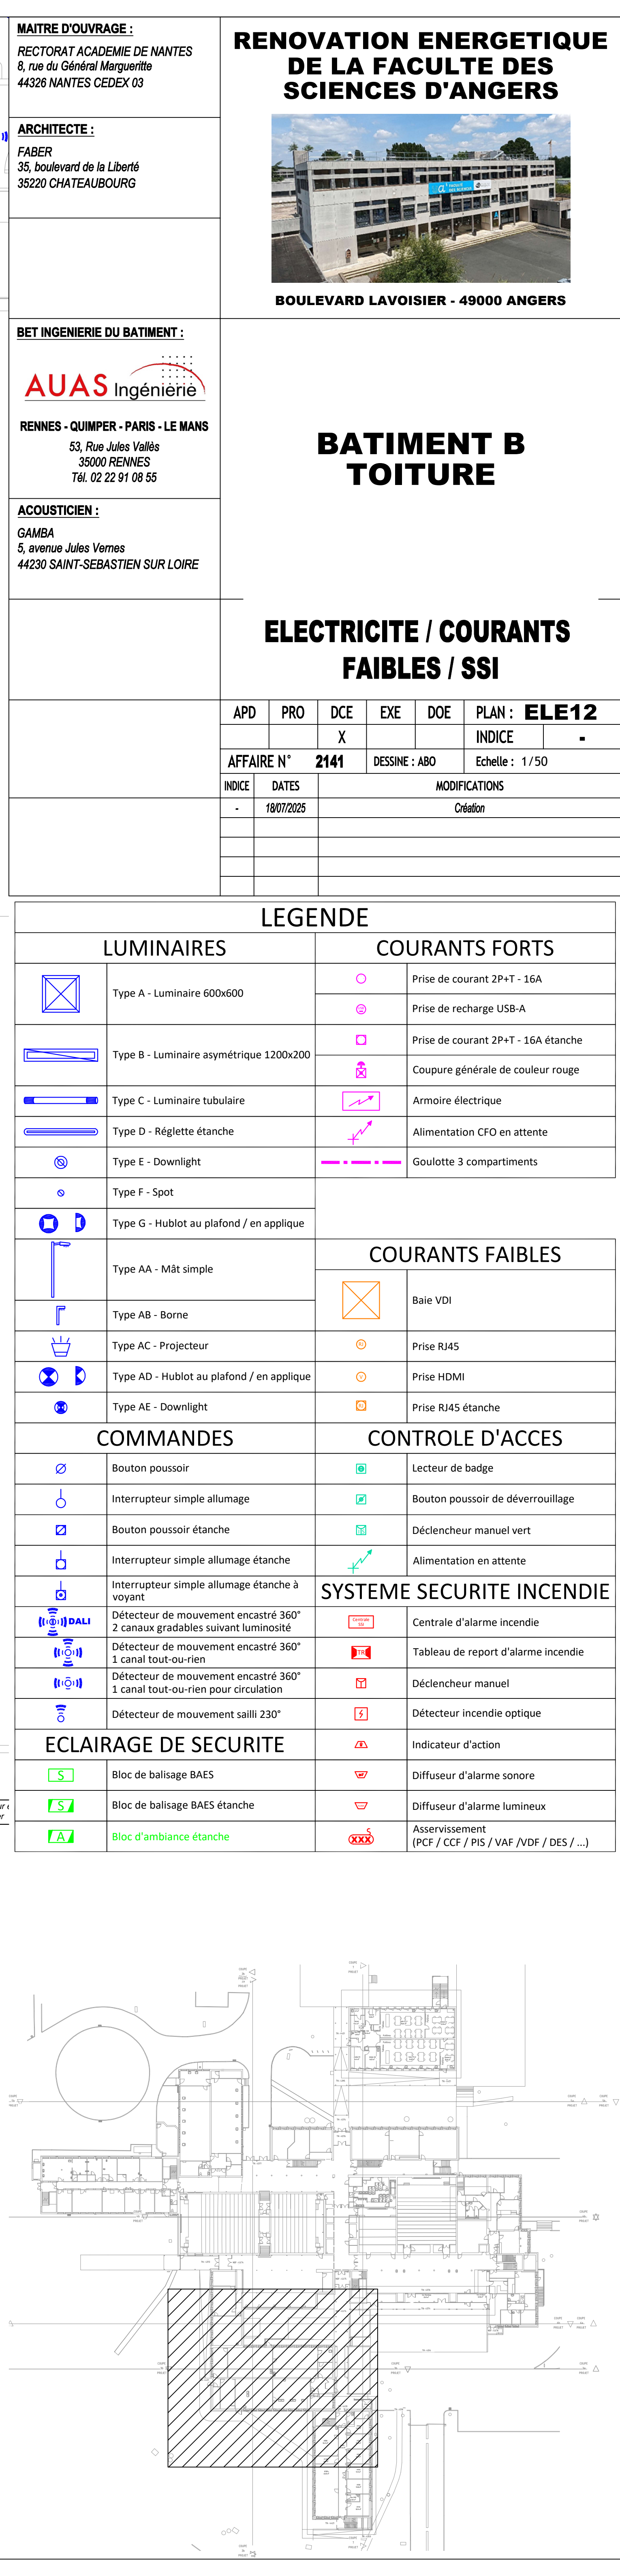 MAITRE D'OUVRAGE :
RECTORAT ACADEMIE DE NANTES
8, rue du Général Margueritte
44326 NANTES CEDEX 03
ARCHITECTE :
FABER
35, boulevard de la Liberté
35220 CHATEAUBOURG
RENOVATION ENERGETIQUE
DE LA FACULTE DES
SCIENCES D'ANGERS
BOULEVARD LAVOISIER - 49000 ANGERS
BET INGENIERIE DU BATIMENT :
AUAS Ingénierie
RENNES - QUIMPER - PARIS - LE MANS
53, Rue Jules Vallès
35000 RENNES
Tél. 02 22 91 08 55
ACOUSTICIEN :
GAMBA
5, avenue Jules Vernes
44230 SAINT-SEBASTIEN SUR LOIRE
BATIMENT B
TOITURE
ELECTRICITE / COURANTS
FAIBLES / SSI
APD PRO DCE EXE DOE PLAN : ELE12
X INDICE -
AFFAIRE N° 2141 DESSINE : ABO Echelle : 1/50
INDICE DATES MODIFICATIONS
- 18/07/2025 Création
LEGENDE
LUMINAIRES
Type A - Luminaire 600x600
Type B - Luminaire asymétrique 1200x200
Type C - Luminaire tubulaire
Type D - Réglette étanche
Type E - Downlight
Type F - Spot
Type G - Hublot au plafond / en applique
Type AA - Mât simple
Type AB - Borne
Type AC - Projecteur
Type AD - Hublot au plafond / en applique
Type AE - Downlight
COURANTS FORTS
Prise de courant 2P+T - 16A
Prise de recharge USB-A
Prise de courant 2P+T - 16A étanche
Coupure générale de couleur rouge
Armoire électrique
Alimentation CFO en attente
Goulotte 3 compartiments
COURANTS FAIBLES
Baie VDI
Prise RJ45
Prise HDMI
Prise RJ45 étanche
COMMANDES
Bouton poussoir
Interrupteur simple allumage
Bouton poussoir étanche
Interrupteur simple allumage étanche
Interrupteur simple allumage étanche à
voyant
DALI
Détecteur de mouvement encastré 360°
2 canaux gradables suivant luminosité
Détecteur de mouvement encastré 360°
1 canal tout-ou-rien
Détecteur de mouvement encastré 360°
1 canal tout-ou-rien pour circulation
Détecteur de mouvement sailli 230°
CONTROLE D'ACCES
Lecteur de badge
Bouton poussoir de déverrouillage
Déclencheur manuel vert
Alimentation en attente
SYSTEME SECURITE INCENDIE
Centrale
SSI
Centrale d'alarme incendie
TR
Tableau de report d'alarme incendie
Déclencheur manuel
Détecteur incendie optique
Indicateur d'action
Diffuseur d'alarme sonore
Diffuseur d'alarme lumineux
XXX
Asservissement
(PCF / CCF / PIS / VAF /VDF / DES / ...)
ECLAIRAGE DE SECURITE
S
Bloc de balisage BAES
S
Bloc de balisage BAES étanche
A
Bloc d'ambiance étanche